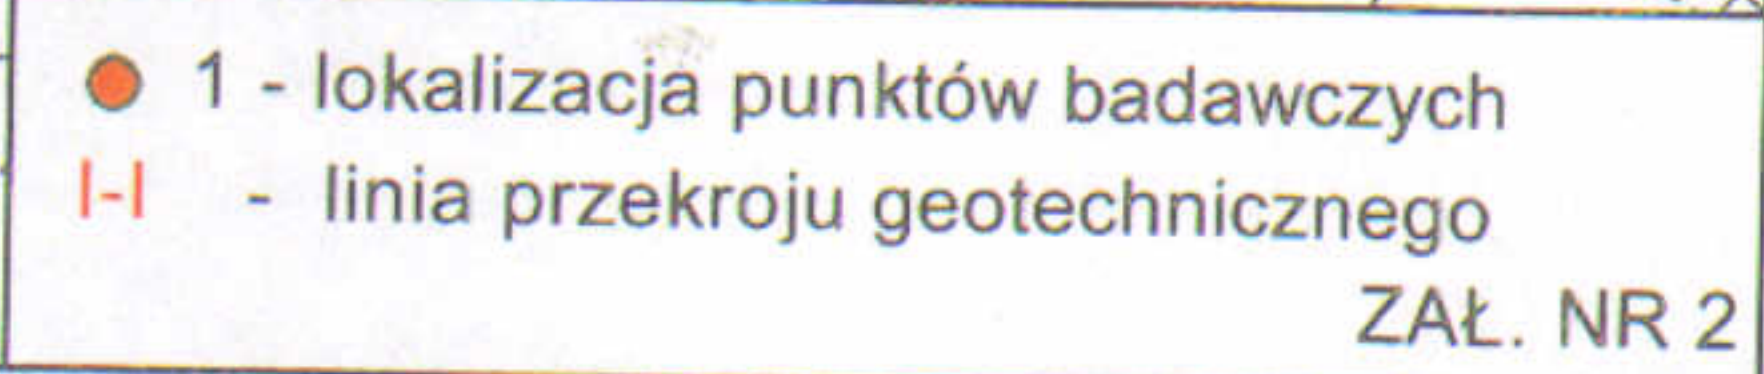 1 - lokalizacja punktów badawczych
I-I - linia przekroju geotechnicznego
ZAŁ. NR 2